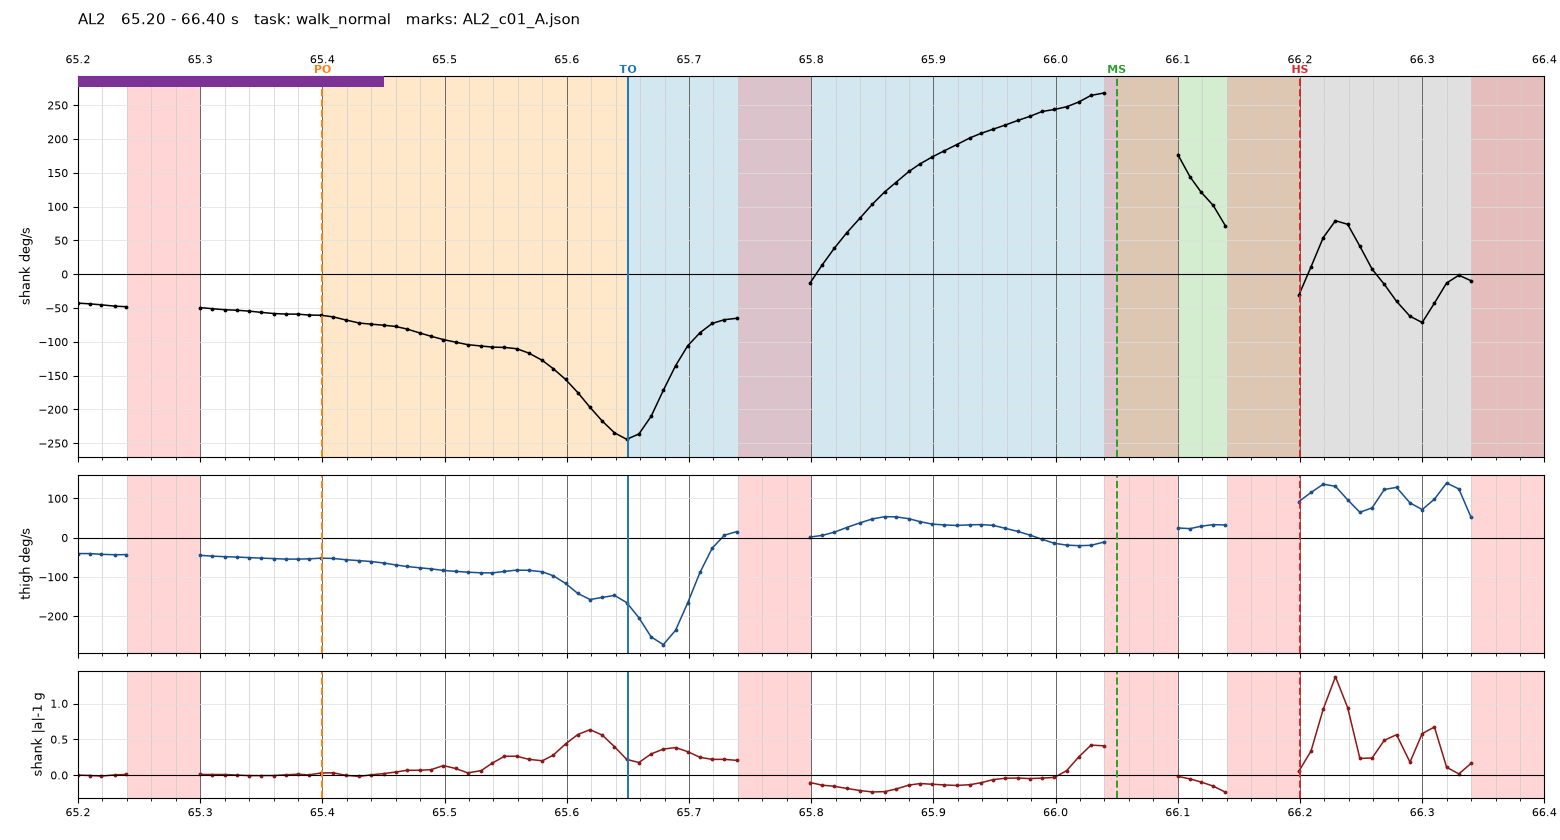 AL2   65.20 - 66.40 s   task: walk_normal   marks: AL2_c01_A.json
65.2 65.3 65.4 65.5 65.6 65.7 65.8 65.9 66.0 66.1 66.2 66.3 66.4
PO TO MS HS
shank deg/s
250
200
150
100
50
0
−50
−100
−150
−200
−250
thigh deg/s
100
0
−100
−200
shank |a|-1 g
1.0
0.5
0.0
65.2 65.3 65.4 65.5 65.6 65.7 65.8 65.9 66.0 66.1 66.2 66.3 66.4